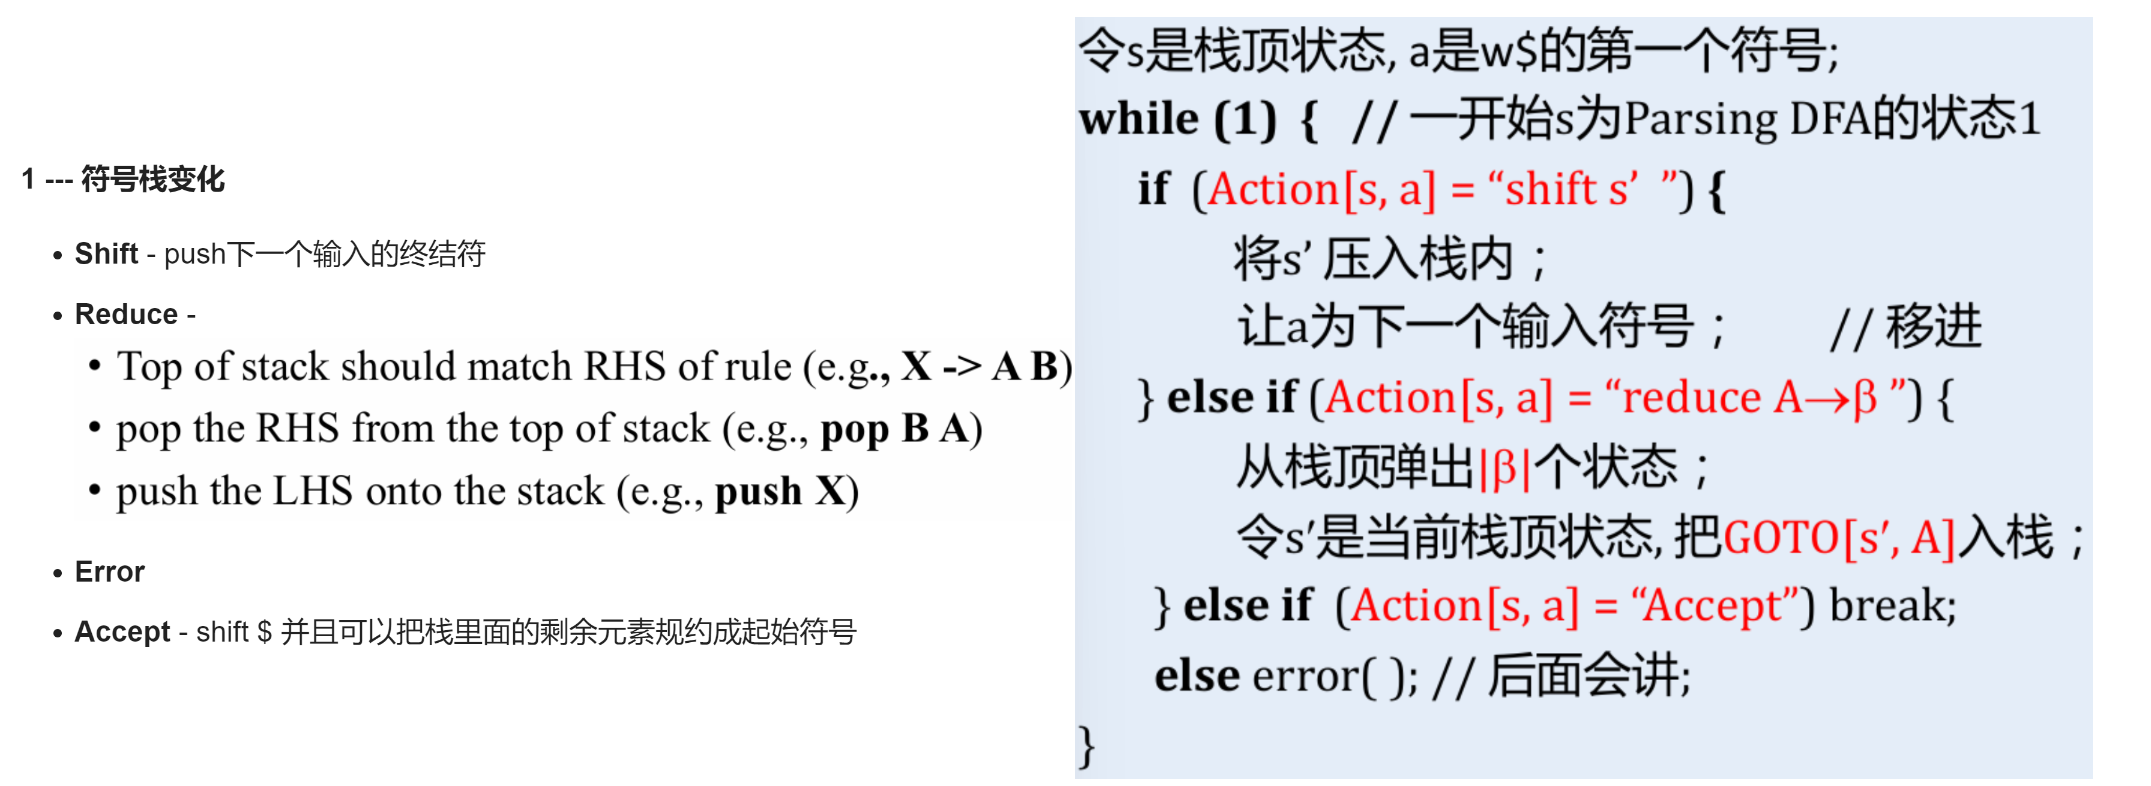 1 --- 符号栈变化
• Shift - push下一个输入的终结符
• Reduce -
• Top of stack should match RHS of rule (e.g., X -> A B)
• pop the RHS from the top of stack (e.g., pop B A)
• push the LHS onto the stack (e.g., push X)
• Error
• Accept - shift $ 并且可以把栈里面的剩余元素规约成起始符号
令s是栈顶状态, a是w$的第一个符号;
while (1) { // 一开始s为Parsing DFA的状态1
if (Action[s, a] = “shift s’ ”) {
将s’ 压入栈内；
让a为下一个输入符号； // 移进
} else if (Action[s, a] = “reduce A→β ”) {
从栈顶弹出|β|个状态；
令s′是当前栈顶状态, 把GOTO[s′, A]入栈；
} else if (Action[s, a] = “Accept”) break;
else error( ); // 后面会讲;
}